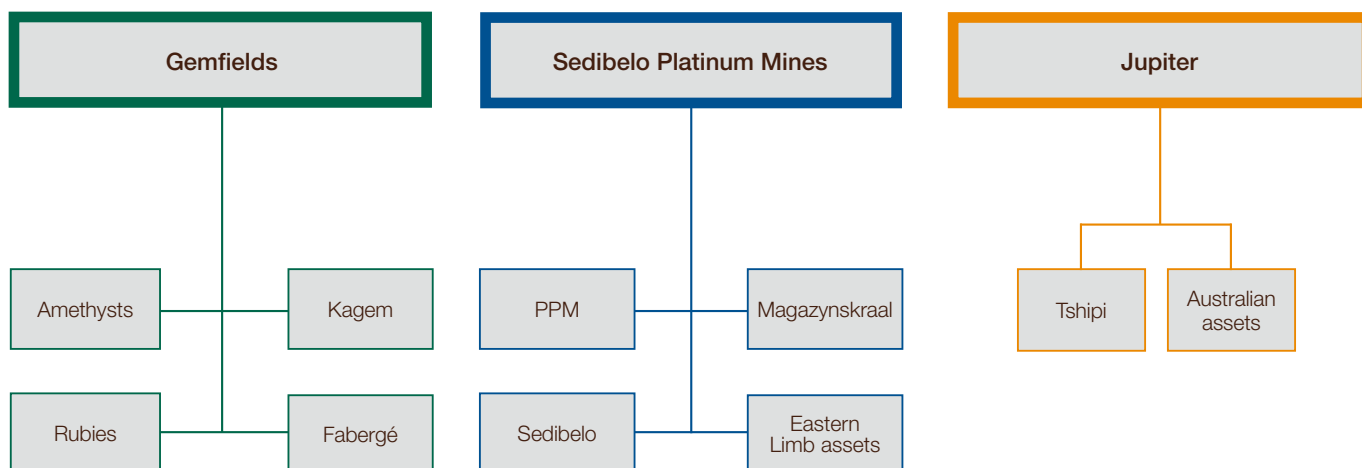 Gemfields
Sedibelo Platinum Mines
Jupiter
Amethysts
Kagem
PPM
Magazynskraal
Tshipi
Australian
assets
Rubies
Fabergé
Sedibelo
Eastern
Limb assets